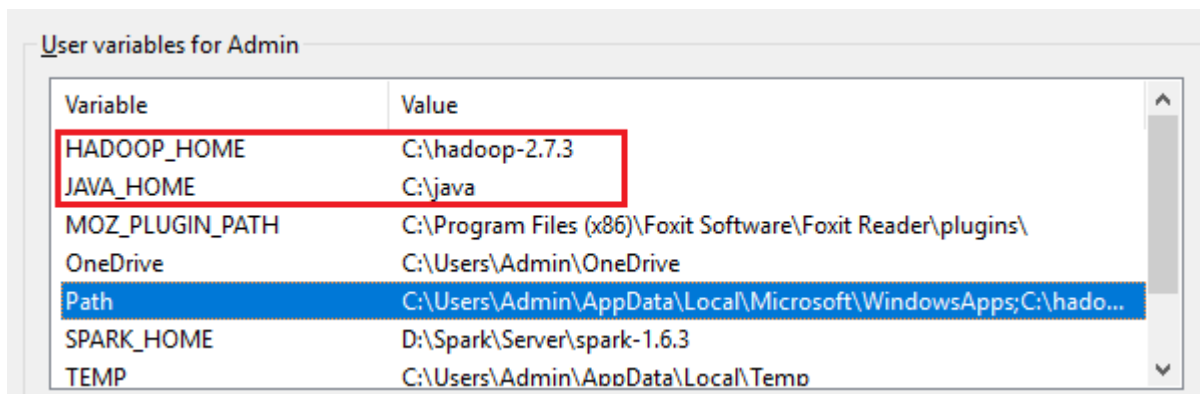 User variables for Admin
Variable Value
HADOOP_HOME C:\hadoop-2.7.3
JAVA_HOME C:\java
MOZ_PLUGIN_PATH C:\Program Files (x86)\Foxit Software\Foxit Reader\plugins\
OneDrive C:\Users\Admin\OneDrive
Path C:\Users\Admin\AppData\Local\Microsoft\WindowsApps;C:\hado...
SPARK_HOME D:\Spark\Server\spark-1.6.3
TEMP C:\Users\Admin\AppData\Local\Temp